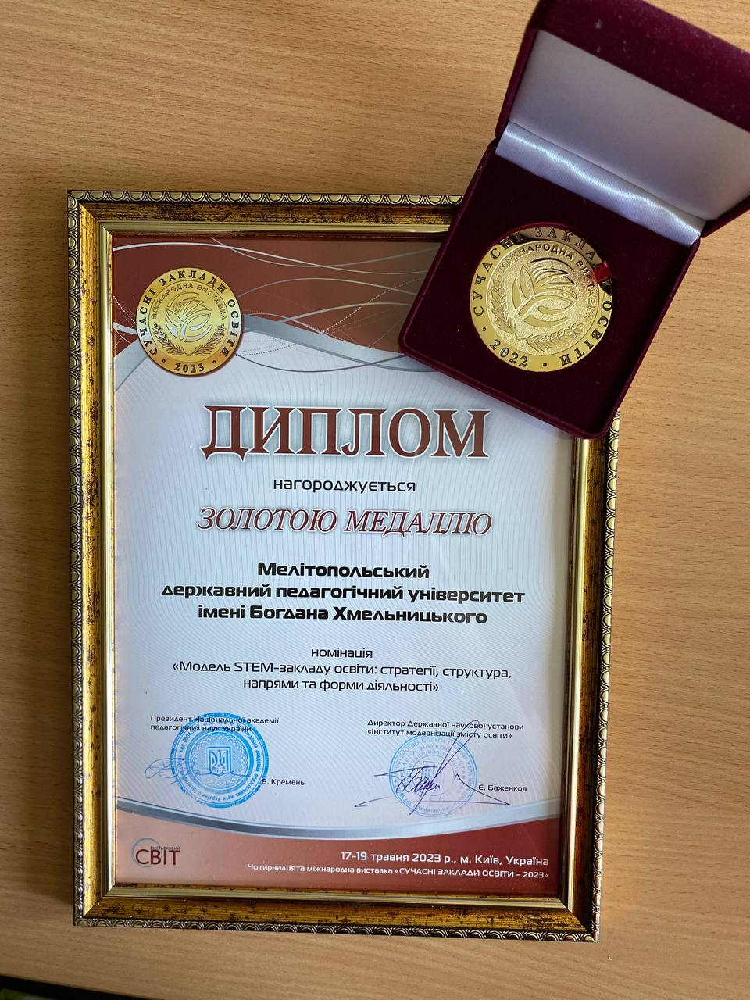 СУЧАСНІ ЗАКЛАДИ ОСВІТИ
МІЖНАРОДНА ВИСТАВКА
2022
СУЧАСНІ ЗАКЛАДИ ОСВІТИ
МІЖНАРОДНА ВИСТАВКА
2023
ДИПЛОМ
нагороджується
ЗОЛОТОЮ МЕДАЛЛЮ
Мелітопольський
державний педагогічний університет
імені Богдана Хмельницького
номінація
«Модель STEM-закладу освіти: стратегії, структура,
напрями та форми діяльності»
Президент Національної академії
педагогічних наук України
В. Кремень
Директор Державної наукової установи
«Інститут модернізації змісту освіти»
Є. Баженков
ВИСТАВКОВИЙ
СВІТ
17-19 травня 2023 р., м. Київ, Україна
Чотирнадцята міжнародна виставка «СУЧАСНІ ЗАКЛАДИ ОСВІТИ – 2023»